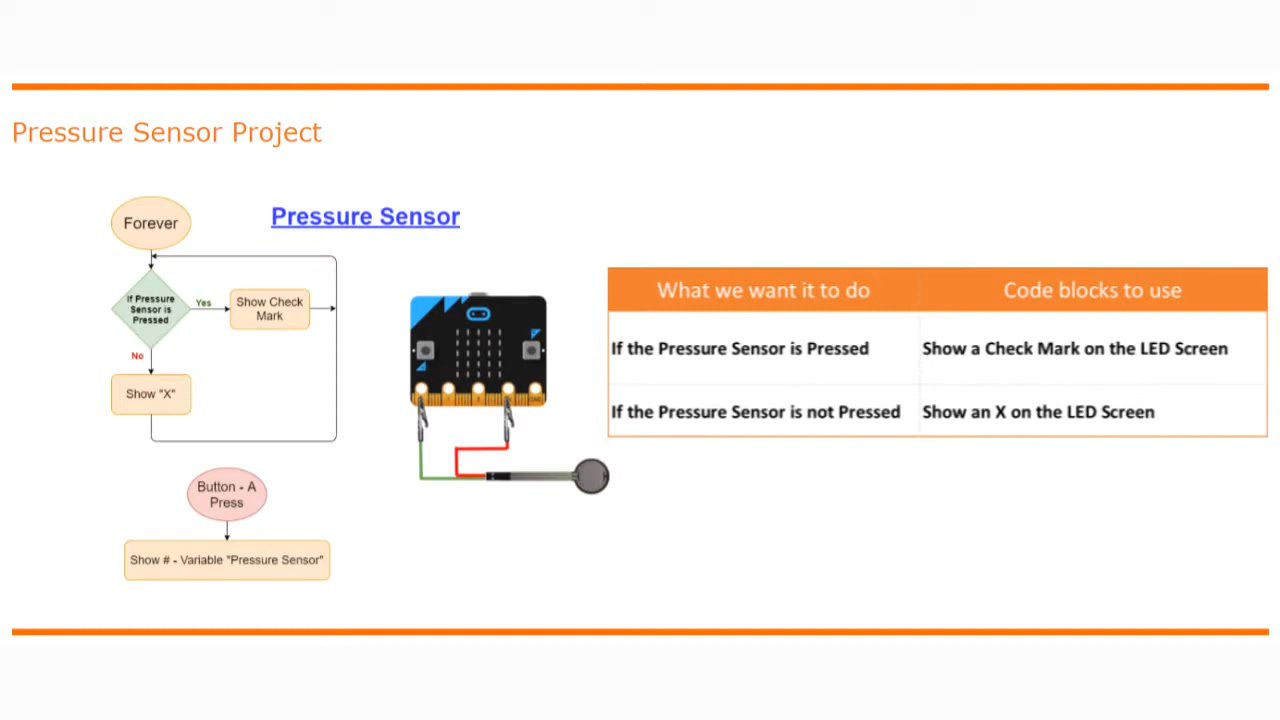 Pressure Sensor Project
Forever
Pressure Sensor
If Pressure
Sensor is
Pressed
Yes
Show Check
Mark
No
Show "X"
Button - A
Press
Show # - Variable "Pressure Sensor"
What we want it to do
Code blocks to use
If the Pressure Sensor is Pressed
Show a Check Mark on the LED Screen
If the Pressure Sensor is not Pressed
Show an X on the LED Screen